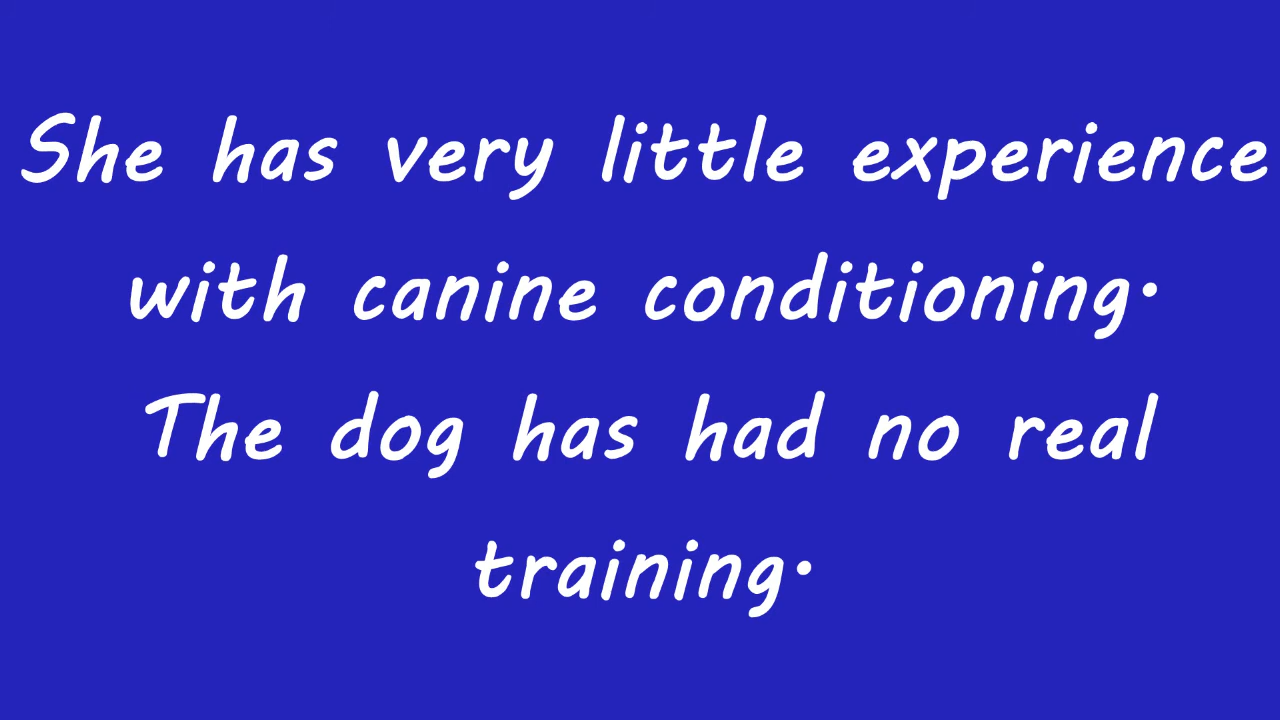 She has very little experience
with canine conditioning.
The dog has had no real
training.